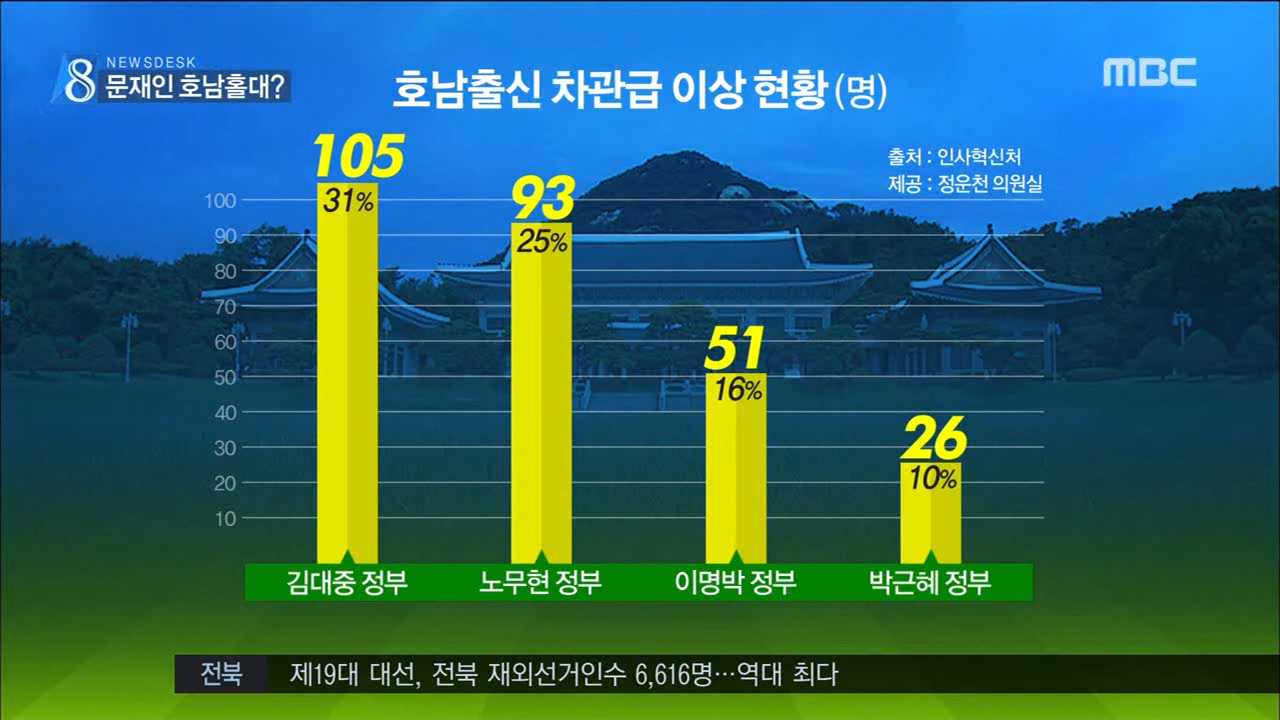 NEWSDESK
8 문재인 호남홀대?
호남출신 차관급 이상 현황(명)
MBC
출처 : 인사혁신처
제공 : 정운천 의원실
105
31%
93
25%
51
16%
26
10%
100
90
80
70
60
50
40
30
20
10
김대중 정부 노무현 정부 이명박 정부 박근혜 정부
전북 제19대 대선, 전북 재외선거인수 6,616명…역대 최다